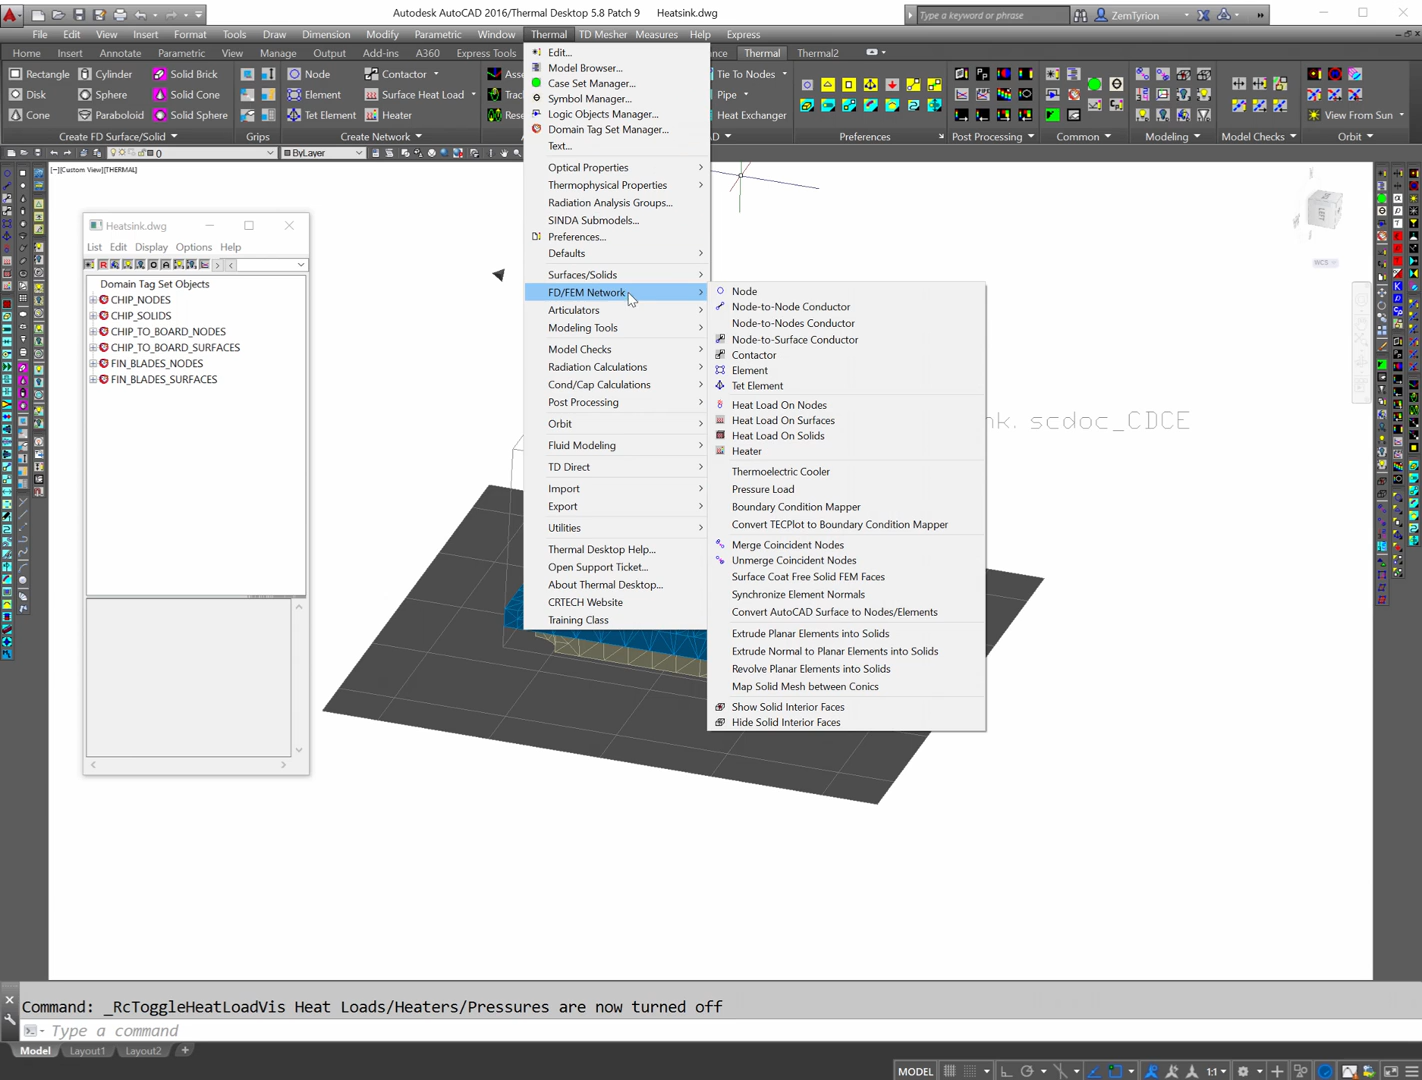 Autodesk AutoCAD 2016/Thermal Desktop 5.8 Patch 9 Heatsink.dwg
Type a keyword or phrase
ZemTyrion
File Edit View Insert Format Tools Draw Dimension Modify Parametric Window Thermal TD Mesher Measures Help Express
Home Insert Annotate Parametric View Manage Output Add-ins A360 Express Tools
Thermal Thermal2
Rectangle Cylinder Solid Brick Node Contactor
Disk Sphere Solid Cone Element Surface Heat Load
Cone Paraboloid Solid Sphere Tet Element Heater
Tie To Nodes
Pipe
Heat Exchanger
View From Sun
Create FD Surface/Solid Grips Create Network
Preferences Post Processing Common Modeling Model Checks Orbit
0
ByLayer
[−][Custom View][THERMAL]
LEFT
WCS
Heatsink.dwg
List Edit Display Options Help
Domain Tag Set Objects
CHIP_NODES
CHIP_SOLIDS
CHIP_TO_BOARD_NODES
CHIP_TO_BOARD_SURFACES
FIN_BLADES_NODES
FIN_BLADES_SURFACES
Edit...
Model Browser...
Case Set Manager...
Symbol Manager...
Logic Objects Manager...
Domain Tag Set Manager...
Text...
Optical Properties
Thermophysical Properties
Radiation Analysis Groups...
SINDA Submodels...
Preferences...
Defaults
Surfaces/Solids
FD/FEM Network
Articulators
Modeling Tools
Model Checks
Radiation Calculations
Cond/Cap Calculations
Post Processing
Orbit
Fluid Modeling
TD Direct
Import
Export
Utilities
Thermal Desktop Help...
Open Support Ticket...
About Thermal Desktop...
CRTECH Website
Training Class
Node
Node-to-Node Conductor
Node-to-Nodes Conductor
Node-to-Surface Conductor
Contactor
Element
Tet Element
Heat Load On Nodes
Heat Load On Surfaces
Heat Load On Solids
Heater
Thermoelectric Cooler
Pressure Load
Boundary Condition Mapper
Convert TECPlot to Boundary Condition Mapper
Merge Coincident Nodes
Unmerge Coincident Nodes
Surface Coat Free Solid FEM Faces
Synchronize Element Normals
Convert AutoCAD Surface to Nodes/Elements
Extrude Planar Elements into Solids
Extrude Normal to Planar Elements into Solids
Revolve Planar Elements into Solids
Map Solid Mesh between Conics
Show Solid Interior Faces
Hide Solid Interior Faces
nk.scdoc_CDCE
Command: _RcToggleHeatLoadVis Heat Loads/Heaters/Pressures are now turned off
Type a command
Model Layout1 Layout2 +
MODEL
1:1